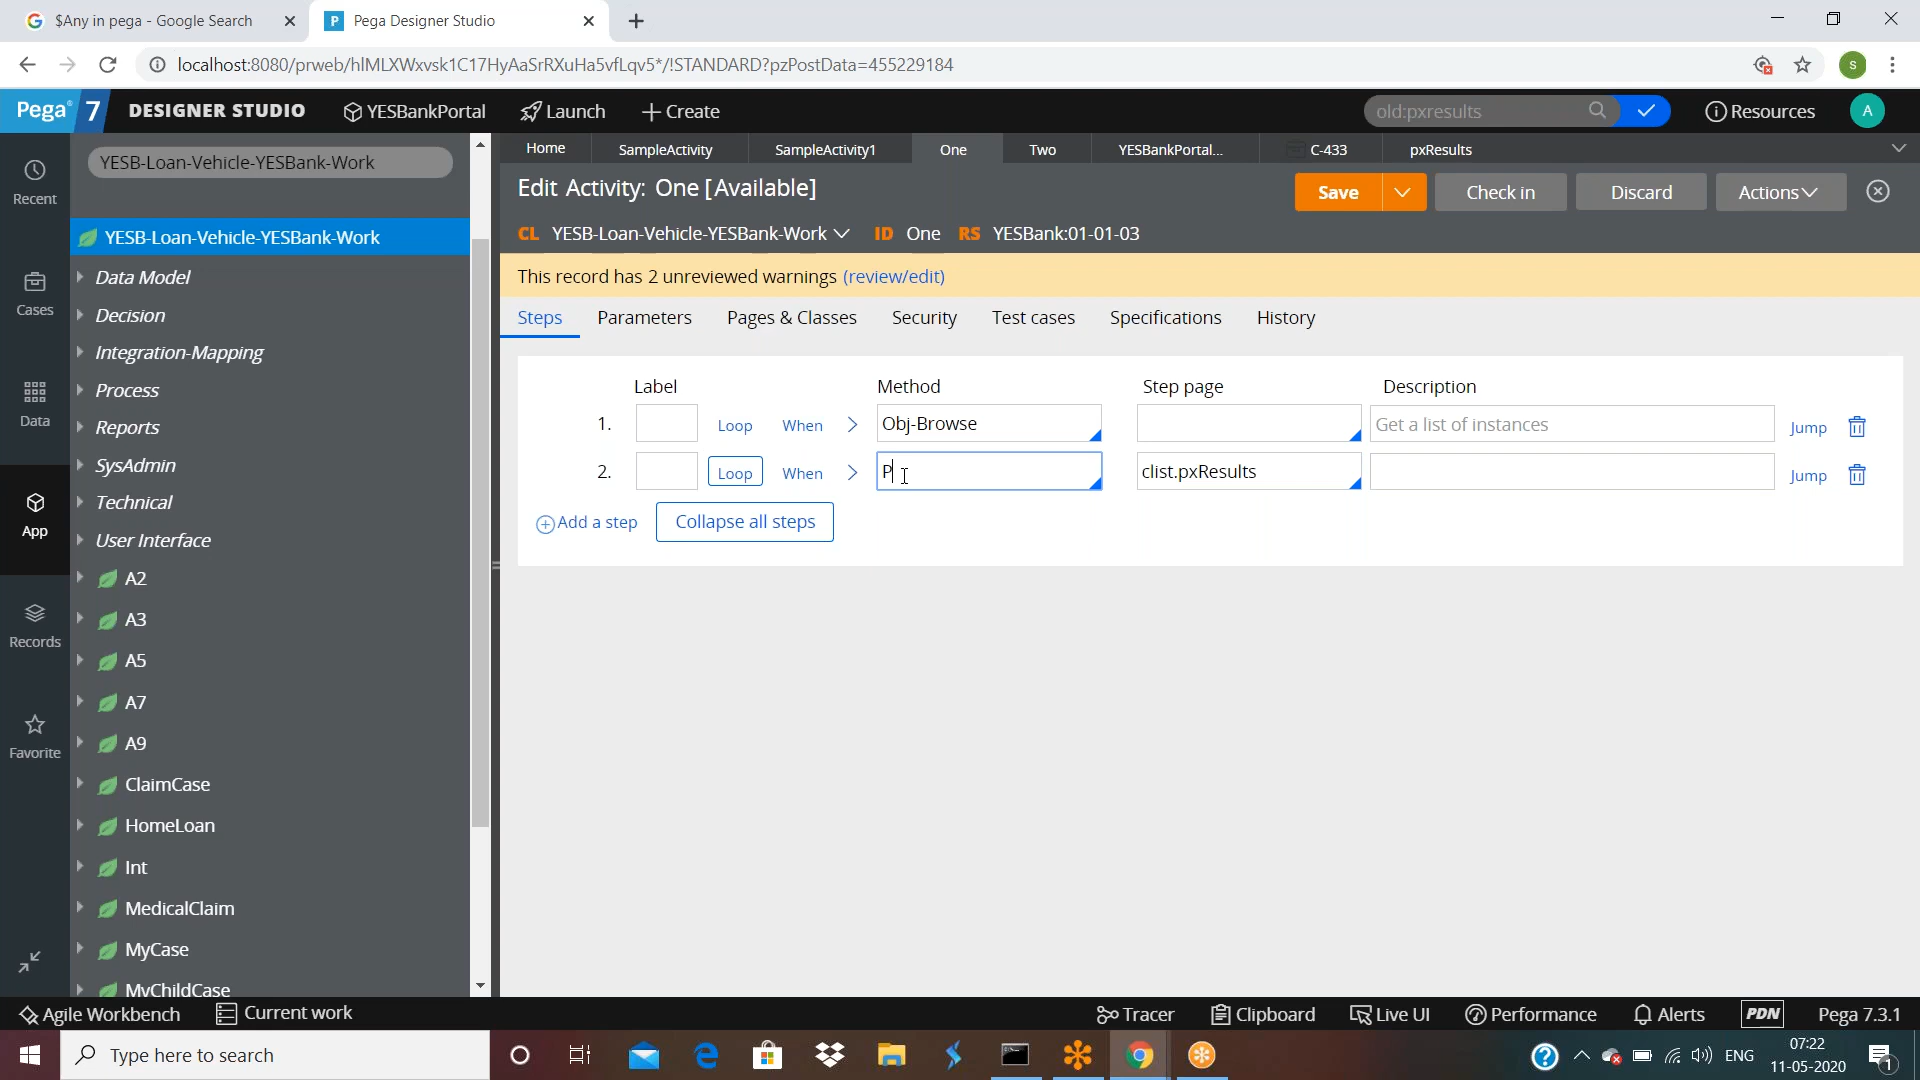 $Any in pega - Google Search
P Pega Designer Studio
localhost:8080/prweb/hIMLXWxvsk1C17HyAaSrRXuHa5vfLqv5*/!STANDARD?pzPostData=455229184
s
Pega 7 DESIGNER STUDIO YESBankPortal Launch Create
old:pxresults
Resources
A
YESB-Loan-Vehicle-YESBank-Work
Home SampleActivity SampleActivity1 One Two YESBankPortal... C-433 pxResults
Edit Activity: One [Available]
Save Check in Discard Actions
CL YESB-Loan-Vehicle-YESBank-Work ID One RS YESBank:01-01-03
This record has 2 unreviewed warnings (review/edit)
Steps Parameters Pages & Classes Security Test cases Specifications History
Label Method Step page Description
1. Loop When Obj-Browse Get a list of instances Jump
2. Loop When P clist.pxResults Jump
Add a step Collapse all steps
Recent
Cases
Data
App
Records
Favorite
YESB-Loan-Vehicle-YESBank-Work
Data Model
Decision
Integration-Mapping
Process
Reports
SysAdmin
Technical
User Interface
A2
A3
A5
A7
A9
ClaimCase
HomeLoan
Int
MedicalClaim
MyCase
MyChildCase
Agile Workbench Current work Tracer Clipboard Live UI Performance Alerts PDN Pega 7.3.1
Type here to search
ENG
07:22
11-05-2020
1